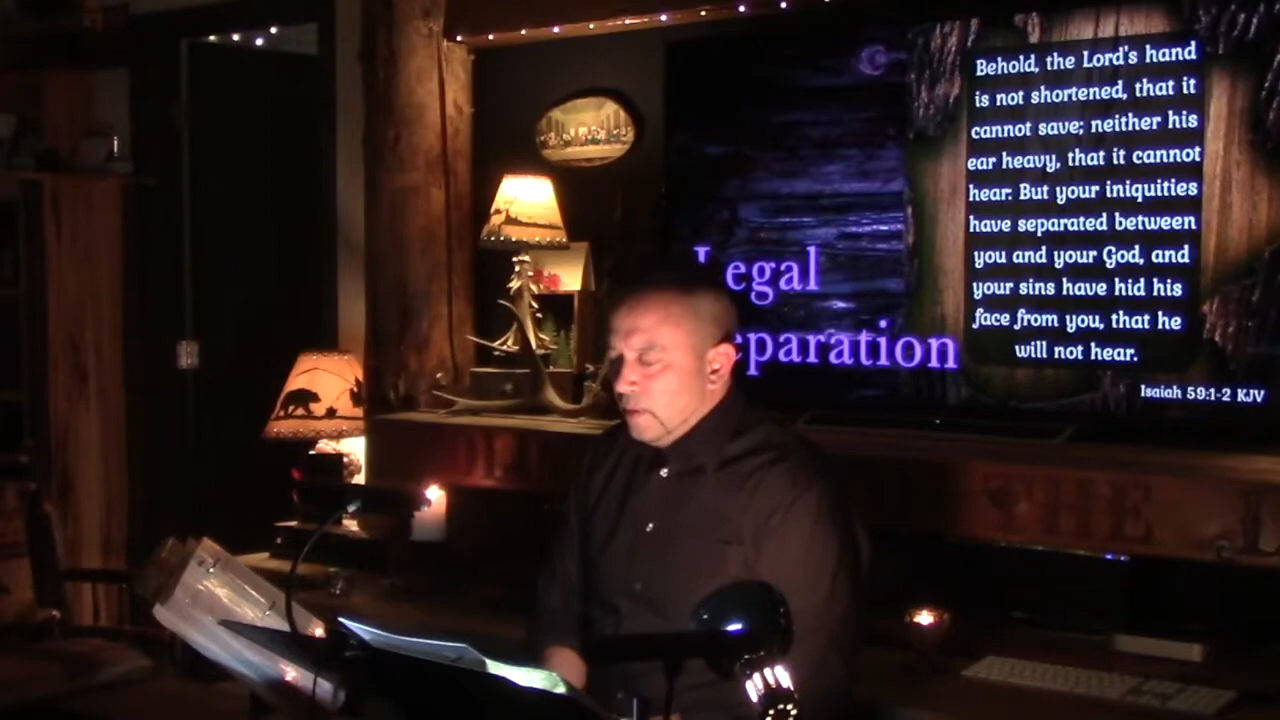 Legal
eparation
Behold, the Lord's hand
is not shortened, that it
cannot save; neither his
ear heavy, that it cannot
hear: But your iniquities
have separated between
you and your God, and
your sins have hid his
face from you, that he
will not hear.
Isaiah 59:1-2 KJV
THE